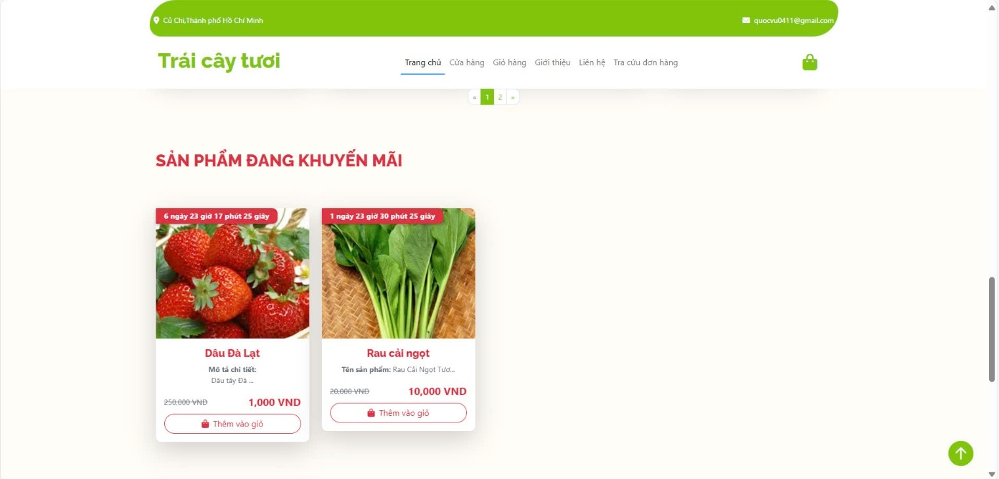 Củ Chi,Thành phố Hồ Chí Minh
quocvu0411@gmail.com
Trái cây tươi
Trang chủ Cửa hàng Giỏ hàng Giới thiệu Liên hệ Tra cứu đơn hàng
« 1 2 »
SẢN PHẨM ĐANG KHUYẾN MÃI
6 ngày 23 giờ 17 phút 25 giây
Dâu Đà Lạt
Mô tả chi tiết:
Dâu tây Đà ...
250,000 VND 1,000 VND
Thêm vào giỏ
1 ngày 23 giờ 30 phút 25 giây
Rau cải ngọt
Tên sản phẩm: Rau Cải Ngọt Tươ...
20,000 VND 10,000 VND
Thêm vào giỏ